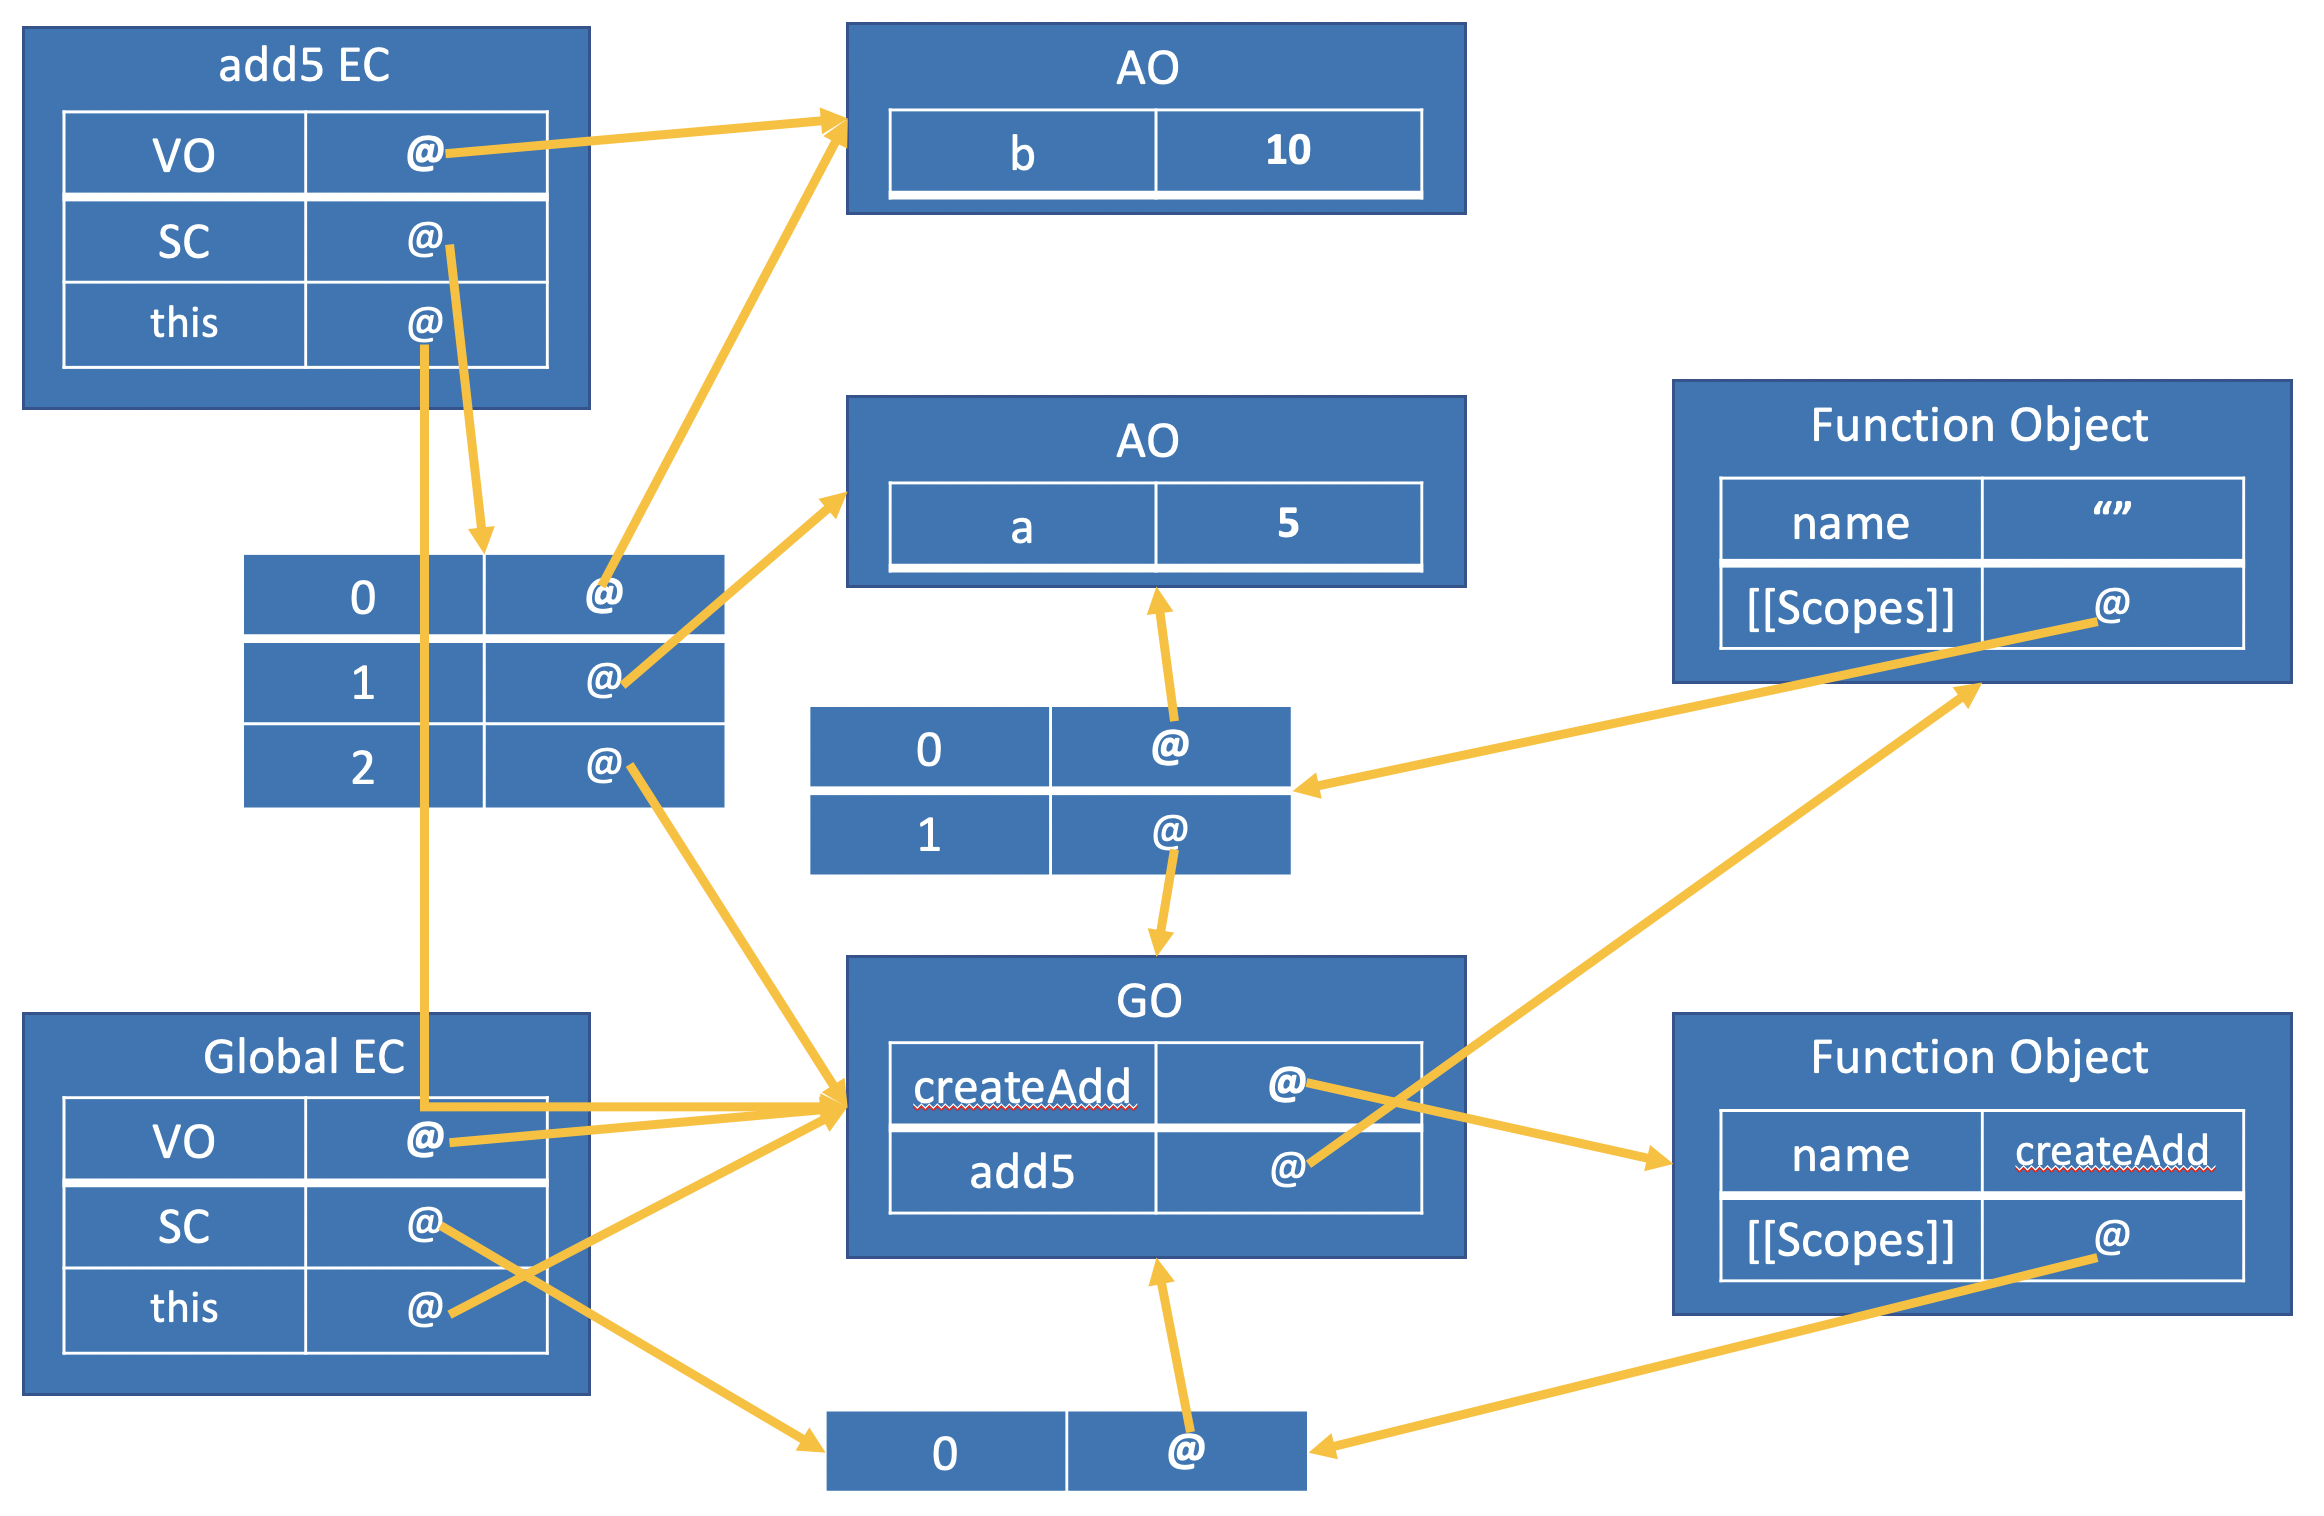 add5 EC
VO @
SC @
this @
AO
b 10
0 @
1 @
2 @
AO
a 5
Function Object
name “”
[[Scopes]] @
0 @
1 @
Global EC
VO @
SC @
this @
GO
createAdd @
add5 @
Function Object
name createAdd
[[Scopes]] @
0 @